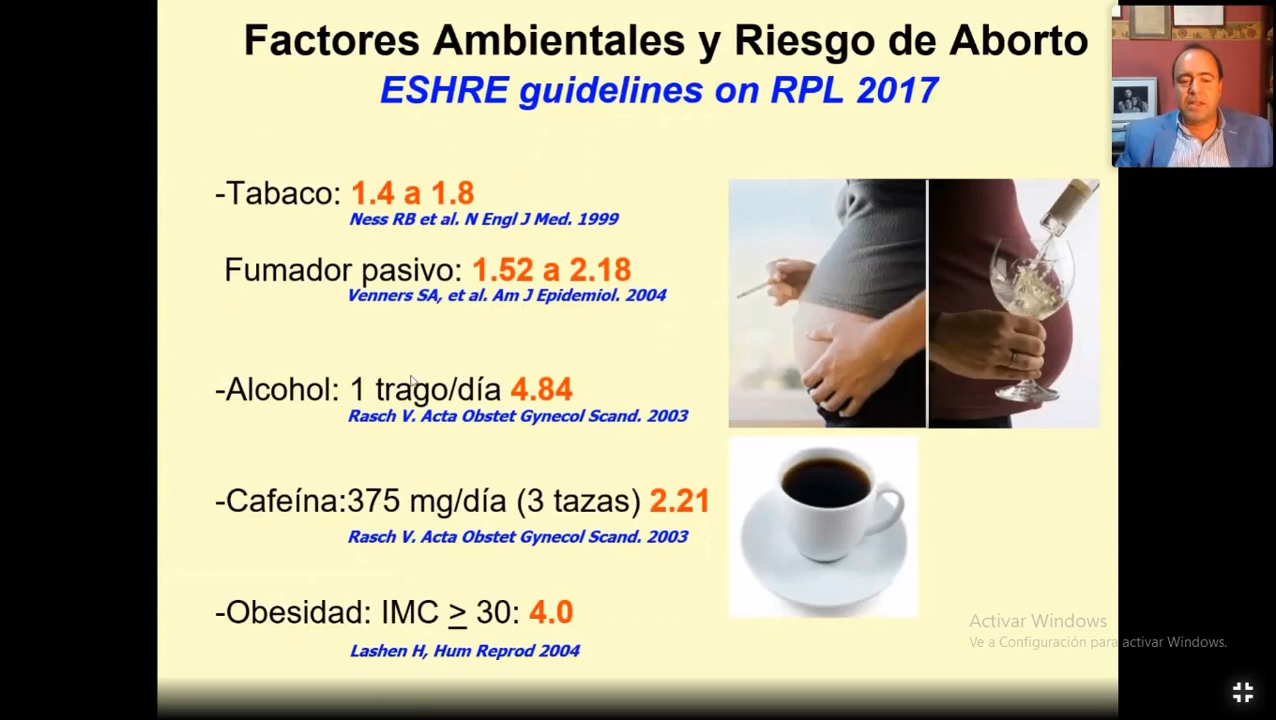 Factores Ambientales y Riesgo de Aborto
ESHRE guidelines on RPL 2017
-Tabaco: 1.4 a 1.8
Ness RB et al. N Engl J Med. 1999
Fumador pasivo: 1.52 a 2.18
Venners SA, et al. Am J Epidemiol. 2004
-Alcohol: 1 trago/día 4.84
Rasch V. Acta Obstet Gynecol Scand. 2003
-Cafeína:375 mg/día (3 tazas) 2.21
Rasch V. Acta Obstet Gynecol Scand. 2003
-Obesidad: IMC ≥ 30: 4.0
Lashen H, Hum Reprod 2004
Activar Windows
Ve a Configuración para activar Windows.